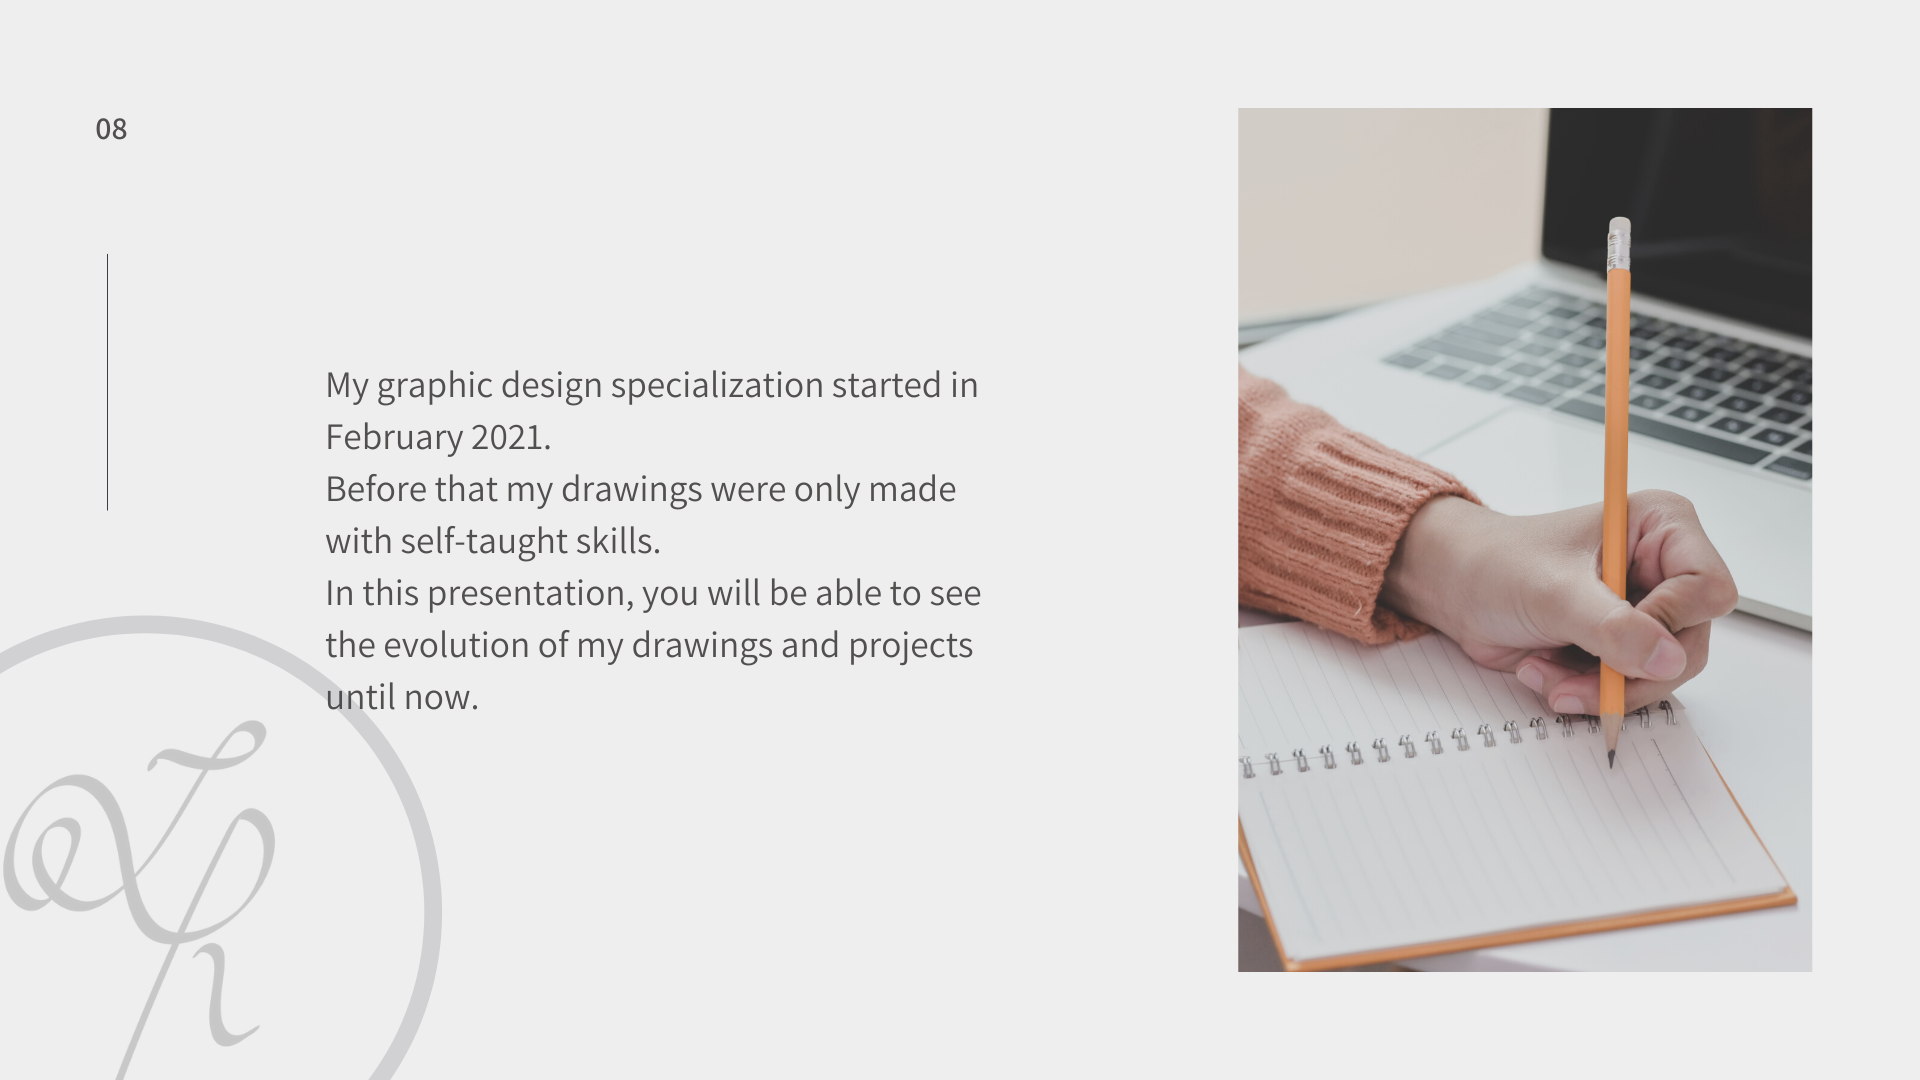 08
My graphic design specialization started in
February 2021.
Before that my drawings were only made
with self-taught skills.
In this presentation, you will be able to see
the evolution of my drawings and projects
until now.